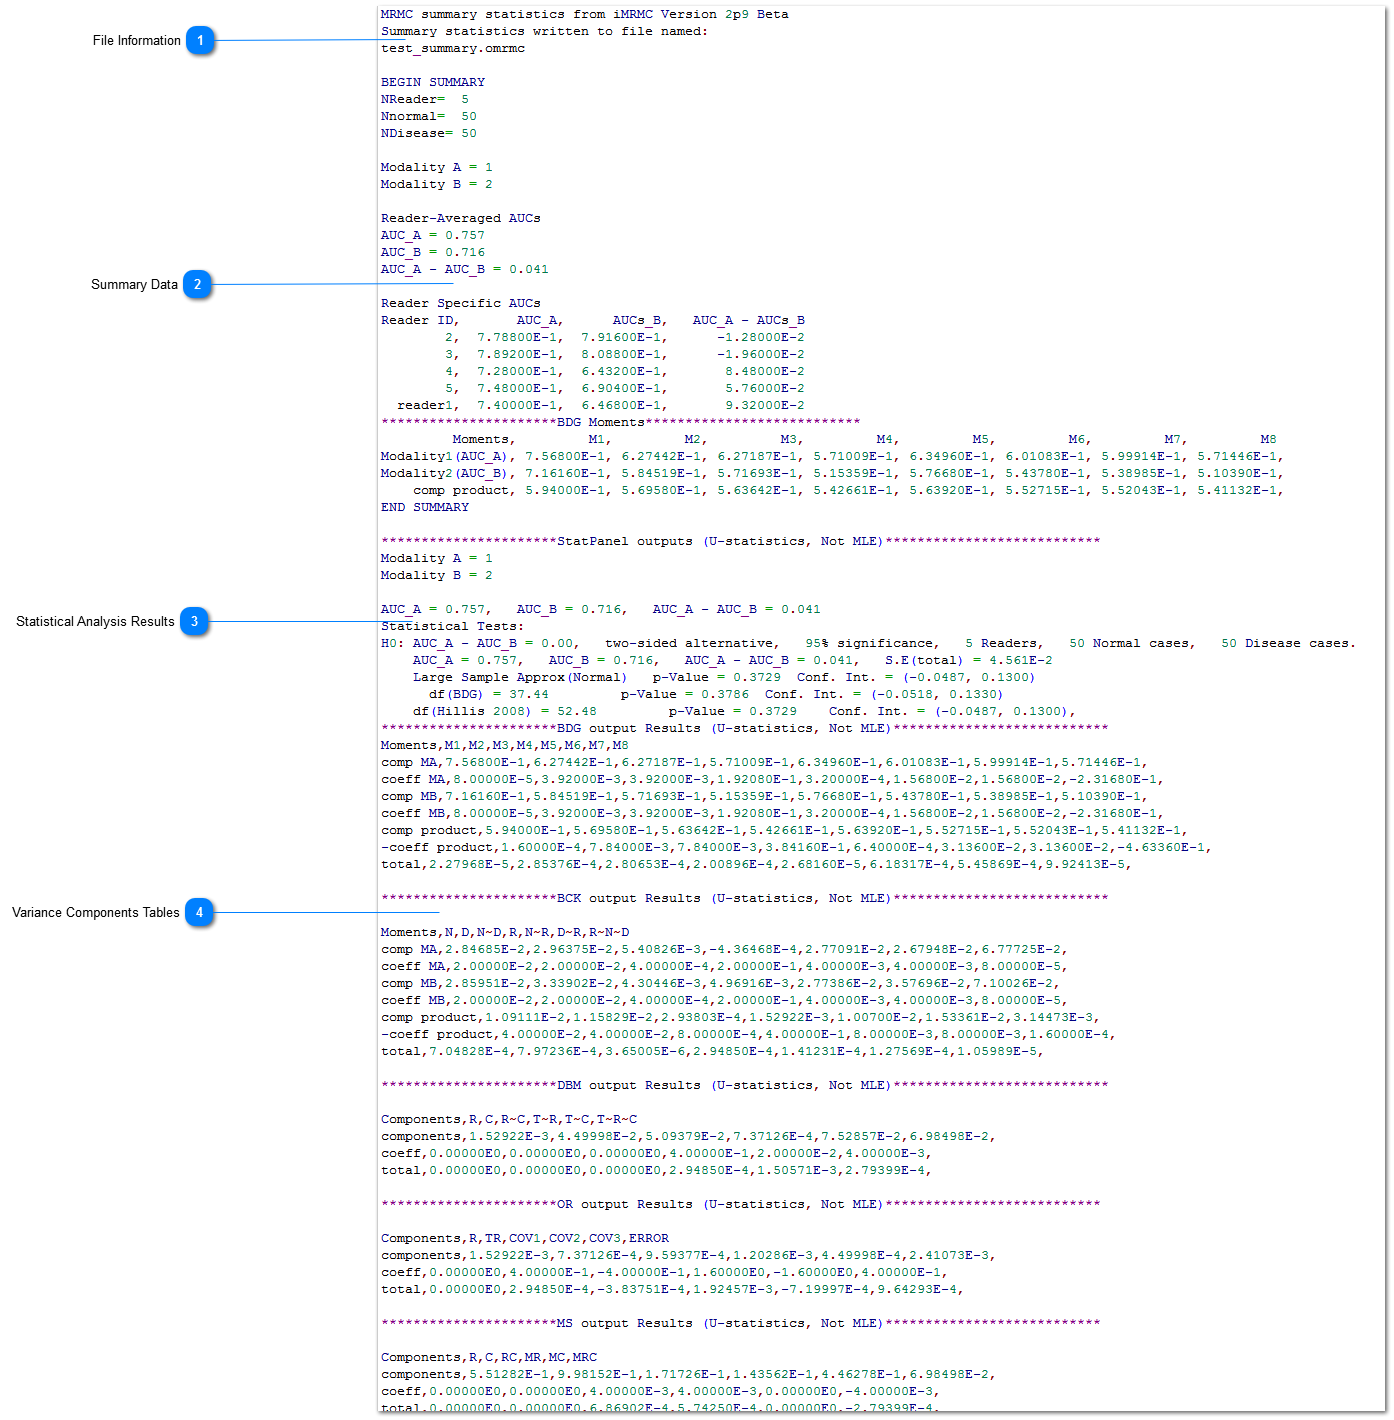 File Information 1
Summary Data 2
Statistical Analysis Results 3
Variance Components Tables 4
MRMC summary statistics from iMRMC Version 2p9 Beta
Summary statistics written to file named:
test_summary.omrmc
BEGIN SUMMARY
NReader=  5
Nnormal=  50
NDisease= 50
Modality A = 1
Modality B = 2
Reader-Averaged AUCs
AUC_A = 0.757
AUC_B = 0.716
AUC_A - AUC_B = 0.041
Reader Specific AUCs
Reader ID,       AUC_A,      AUCs_B,   AUC_A - AUCs_B
        2,  7.78800E-1,  7.91600E-1,      -1.28000E-2
        3,  7.89200E-1,  8.08800E-1,      -1.96000E-2
        4,  7.28000E-1,  6.43200E-1,       8.48000E-2
        5,  7.48000E-1,  6.90400E-1,       5.76000E-2
  reader1,  7.40000E-1,  6.46800E-1,       9.32000E-2
**********************BDG Moments***************************
         Moments,         M1,         M2,         M3,         M4,         M5,         M6,         M7,         M8
Modality1(AUC_A), 7.56800E-1, 6.27442E-1, 6.27187E-1, 5.71009E-1, 6.34960E-1, 6.01083E-1, 5.99914E-1, 5.71446E-1,
Modality2(AUC_B), 7.16160E-1, 5.84519E-1, 5.71693E-1, 5.15359E-1, 5.76680E-1, 5.43780E-1, 5.38985E-1, 5.10390E-1,
    comp product, 5.94000E-1, 5.69580E-1, 5.63642E-1, 5.42661E-1, 5.63920E-1, 5.52715E-1, 5.52043E-1, 5.41132E-1,
END SUMMARY
**********************StatPanel outputs (U-statistics, Not MLE)***************************
Modality A = 1
Modality B = 2
AUC_A = 0.757,   AUC_B = 0.716,   AUC_A - AUC_B = 0.041
Statistical Tests:
H0: AUC_A - AUC_B = 0.00,   two-sided alternative,   95% significance,   5 Readers,   50 Normal cases,   50 Disease cases.
    AUC_A = 0.757,   AUC_B = 0.716,   AUC_A - AUC_B = 0.041,   S.E(total) = 4.561E-2
    Large Sample Approx(Normal)   p-Value = 0.3729  Conf. Int. = (-0.0487, 0.1300)
      df(BDG) = 37.44         p-Value = 0.3786  Conf. Int. = (-0.0518, 0.1330)
    df(Hillis 2008) = 52.48         p-Value = 0.3729    Conf. Int. = (-0.0487, 0.1300),
**********************BDG output Results (U-statistics, Not MLE)***************************
Moments,M1,M2,M3,M4,M5,M6,M7,M8
comp MA,7.56800E-1,6.27442E-1,6.27187E-1,5.71009E-1,6.34960E-1,6.01083E-1,5.99914E-1,5.71446E-1,
coeff MA,8.00000E-5,3.92000E-3,3.92000E-3,1.92080E-1,3.20000E-4,1.56800E-2,1.56800E-2,-2.31680E-1,
comp MB,7.16160E-1,5.84519E-1,5.71693E-1,5.15359E-1,5.76680E-1,5.43780E-1,5.38985E-1,5.10390E-1,
coeff MB,8.00000E-5,3.92000E-3,3.92000E-3,1.92080E-1,3.20000E-4,1.56800E-2,1.56800E-2,-2.31680E-1,
comp product,5.94000E-1,5.69580E-1,5.63642E-1,5.42661E-1,5.63920E-1,5.52715E-1,5.52043E-1,5.41132E-1,
-coeff product,1.60000E-4,7.84000E-3,7.84000E-3,3.84160E-1,6.40000E-4,3.13600E-2,3.13600E-2,-4.63360E-1,
total,2.27968E-5,2.85376E-4,2.80653E-4,2.00896E-4,2.68160E-5,6.18317E-4,5.45869E-4,9.92413E-5,
**********************BCK output Results (U-statistics, Not MLE)***************************
Moments,N,D,N~D,R,N~R,D~R,R~N~D
comp MA,2.84685E-2,2.96375E-2,5.40826E-3,-4.36468E-4,2.77091E-2,2.67948E-2,6.77725E-2,
coeff MA,2.00000E-2,2.00000E-2,4.00000E-4,2.00000E-1,4.00000E-3,4.00000E-3,8.00000E-5,
comp MB,2.85951E-2,3.33902E-2,4.30446E-3,4.96916E-3,2.77386E-2,3.57696E-2,7.10026E-2,
coeff MB,2.00000E-2,2.00000E-2,4.00000E-4,2.00000E-1,4.00000E-3,4.00000E-3,8.00000E-5,
comp product,1.09111E-2,1.15829E-2,2.93803E-4,1.52922E-3,1.00700E-2,1.53361E-2,3.14473E-3,
-coeff product,4.00000E-2,4.00000E-2,8.00000E-4,4.00000E-1,8.00000E-3,8.00000E-3,1.60000E-4,
total,7.04828E-4,7.97236E-4,3.65005E-6,2.94850E-4,1.41231E-4,1.27569E-4,1.05989E-5,
**********************DBM output Results (U-statistics, Not MLE)***************************
Components,R,C,R~C,T~R,T~C,T~R~C
components,1.52922E-3,4.49998E-2,5.09379E-2,7.37126E-4,7.52857E-2,6.98498E-2,
coeff,0.00000E0,0.00000E0,0.00000E0,4.00000E-1,2.00000E-2,4.00000E-3,
total,0.00000E0,0.00000E0,0.00000E0,2.94850E-4,1.50571E-3,2.79399E-4,
**********************OR output Results (U-statistics, Not MLE)***************************
Components,R,TR,COV1,COV2,COV3,ERROR
components,1.52922E-3,7.37126E-4,9.59377E-4,1.20286E-3,4.49998E-4,2.41073E-3,
coeff,0.00000E0,4.00000E-1,-4.00000E-1,1.60000E0,-1.60000E0,4.00000E-1,
total,0.00000E0,2.94850E-4,-3.83751E-4,1.92457E-3,-7.19997E-4,9.64293E-4,
**********************MS output Results (U-statistics, Not MLE)***************************
Components,R,C,RC,MR,MC,MRC
components,5.51282E-1,9.98152E-1,1.71726E-1,1.43562E-1,4.46278E-1,6.98498E-2,
coeff,0.00000E0,0.00000E0,4.00000E-3,4.00000E-3,0.00000E0,-4.00000E-3,
total,0.00000E0,0.00000E0,6.86902E-4,5.74250E-4,0.00000E0,-2.79399E-4,